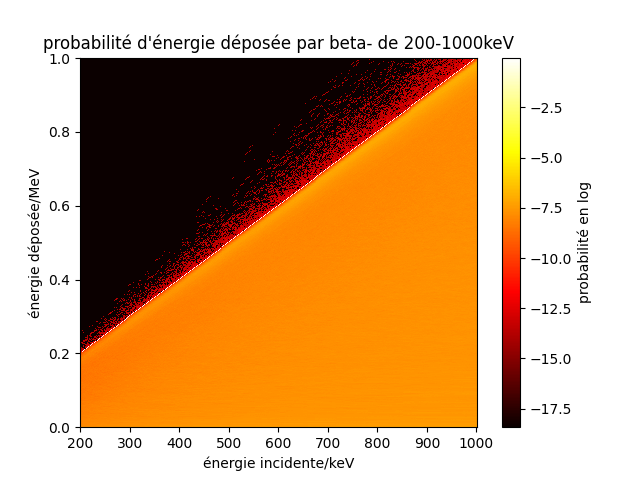 probabilité d'énergie déposée par beta- de 200-1000keV
1.0
0.8
0.6
0.4
0.2
0.0
énergie déposée/MeV
200 300 400 500 600 700 800 900 1000
énergie incidente/keV
−2.5
−5.0
−7.5
−10.0
−12.5
−15.0
−17.5
probabilité en log